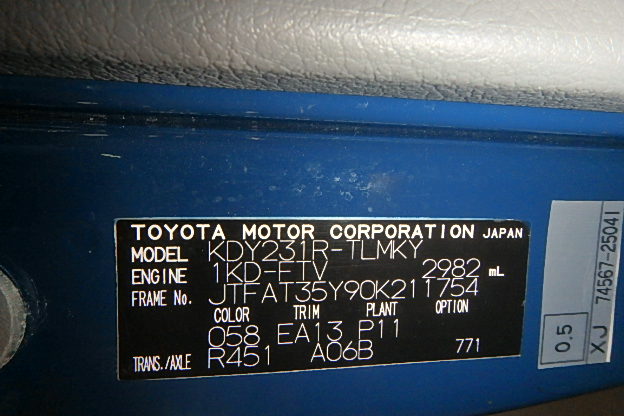 TOYOTA MOTOR CORPORATION JAPAN
MODEL KDY231R-TLMKY
ENGINE 1KD-FTV 2982 mL
FRAME No. JTFAT35Y90K211754
COLOR TRIM PLANT OPTION
058 EA13 P11
TRANS./AXLE R451 A06B 771
0.5
XJ 74567-25041